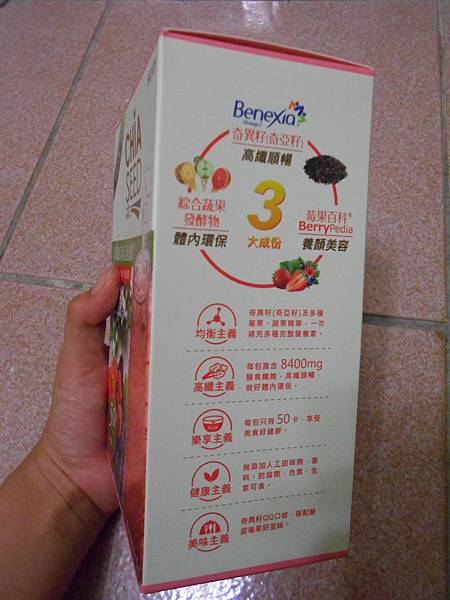 CHIA
SEED
Benexia
Omega3
奇異籽(奇亞籽)
高纖順暢
綜合蔬果
發酵物
體內環保
3
大成份
莓果百科®
BerryPedia
養顏美容
均衡主義
奇異籽(奇亞籽)及多種
莓果、蔬果精華,一次
補充多種完整營養素。
高纖主義
每包富含 8400mg
膳食纖維,高纖順暢,
做好體內環保。
樂享主義
每包只有 50 卡,享受
美食好健康。
健康主義
無添加人工甜味劑、香
料、防腐劑、色素,全
素可食。
美味主義
奇異籽QQ口感,搭配酸
甜莓果好滋味。